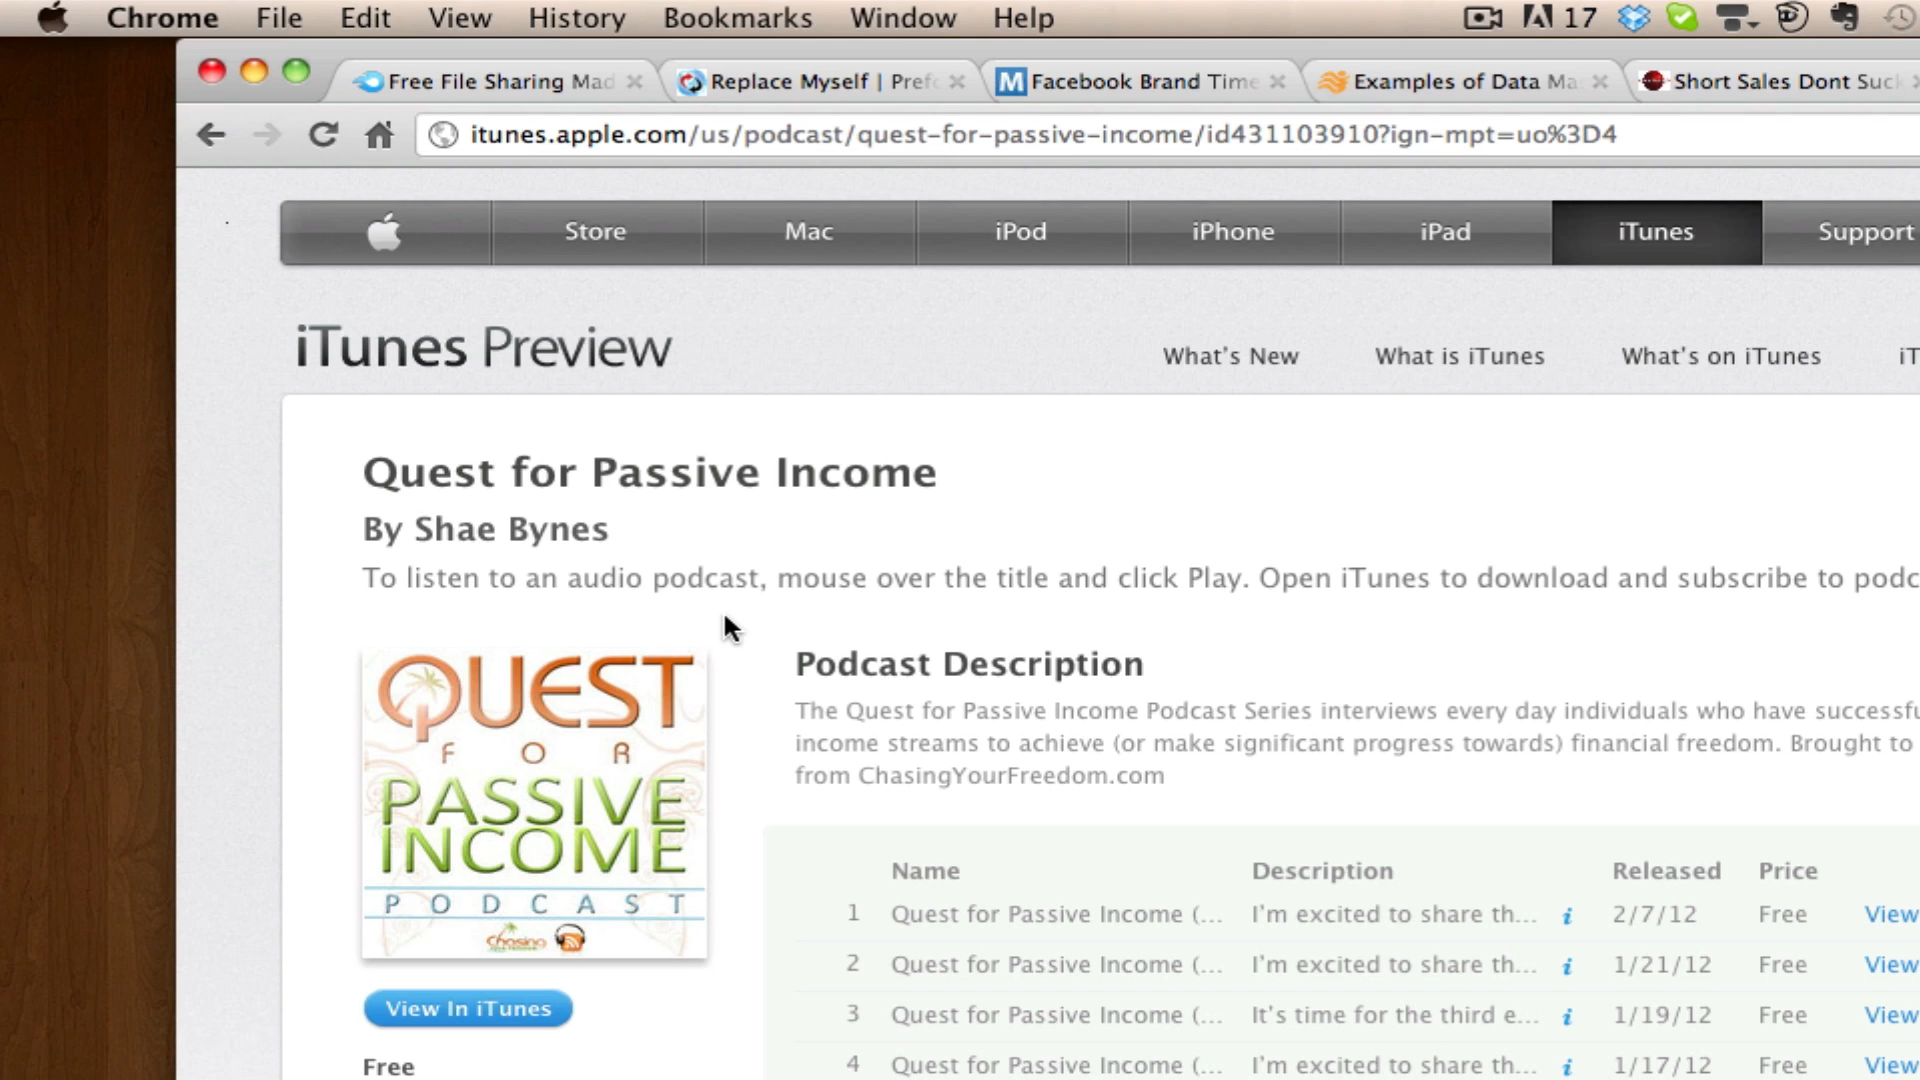 Chrome File Edit View History Bookmarks Window Help 17
Free File Sharing Mad Replace Myself | Pref Facebook Brand Time Examples of Data Ma Short Sales Dont Suck
itunes.apple.com/us/podcast/quest-for-passive-income/id431103910?ign-mpt=uo%3D4
Store Mac iPod iPhone iPad iTunes Support
iTunes Preview
What's New What is iTunes What's on iTunes iT
Quest for Passive Income
By Shae Bynes
To listen to an audio podcast, mouse over the title and click Play. Open iTunes to download and subscribe to podc
QUEST
FOR
PASSIVE
INCOME
PODCAST
Chasing
View In iTunes
Free
Podcast Description
The Quest for Passive Income Podcast Series interviews every day individuals who have successfu
income streams to achieve (or make significant progress towards) financial freedom. Brought to
from ChasingYourFreedom.com
Name Description Released Price
1 Quest for Passive Income (... I'm excited to share th... i 2/7/12 Free View
2 Quest for Passive Income (... I'm excited to share th... i 1/21/12 Free View
3 Quest for Passive Income (... It's time for the third e... i 1/19/12 Free View
4 Quest for Passive Income (... I'm excited to share th... i 1/17/12 Free View